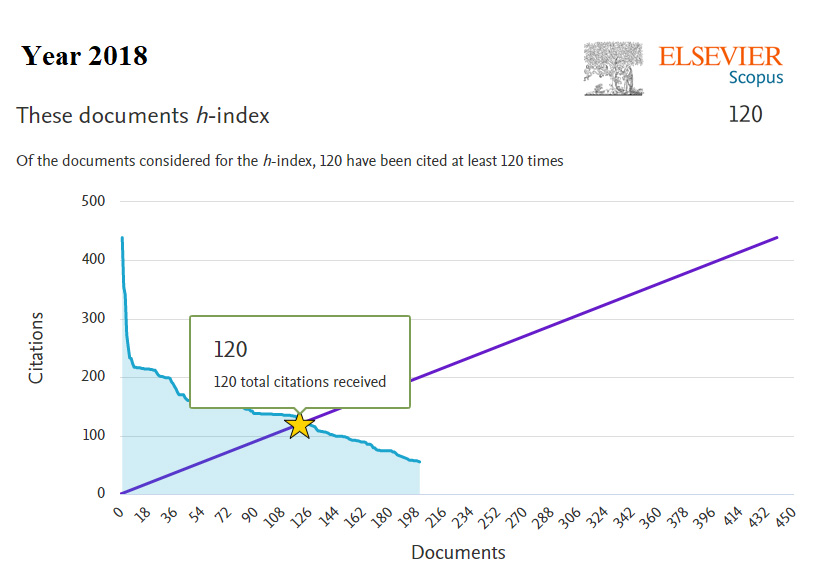 Year 2018
ELSEVIER
Scopus
These documents h-index
120
Of the documents considered for the h-index, 120 have been cited at least 120 times
500
400
300
200
100
0
Citations
120
120 total citations received
0 18 36 54 72 90 108 126 144 162 180 198 216 234 252 270 288 306 324 342 360 378 396 414 432 450
Documents